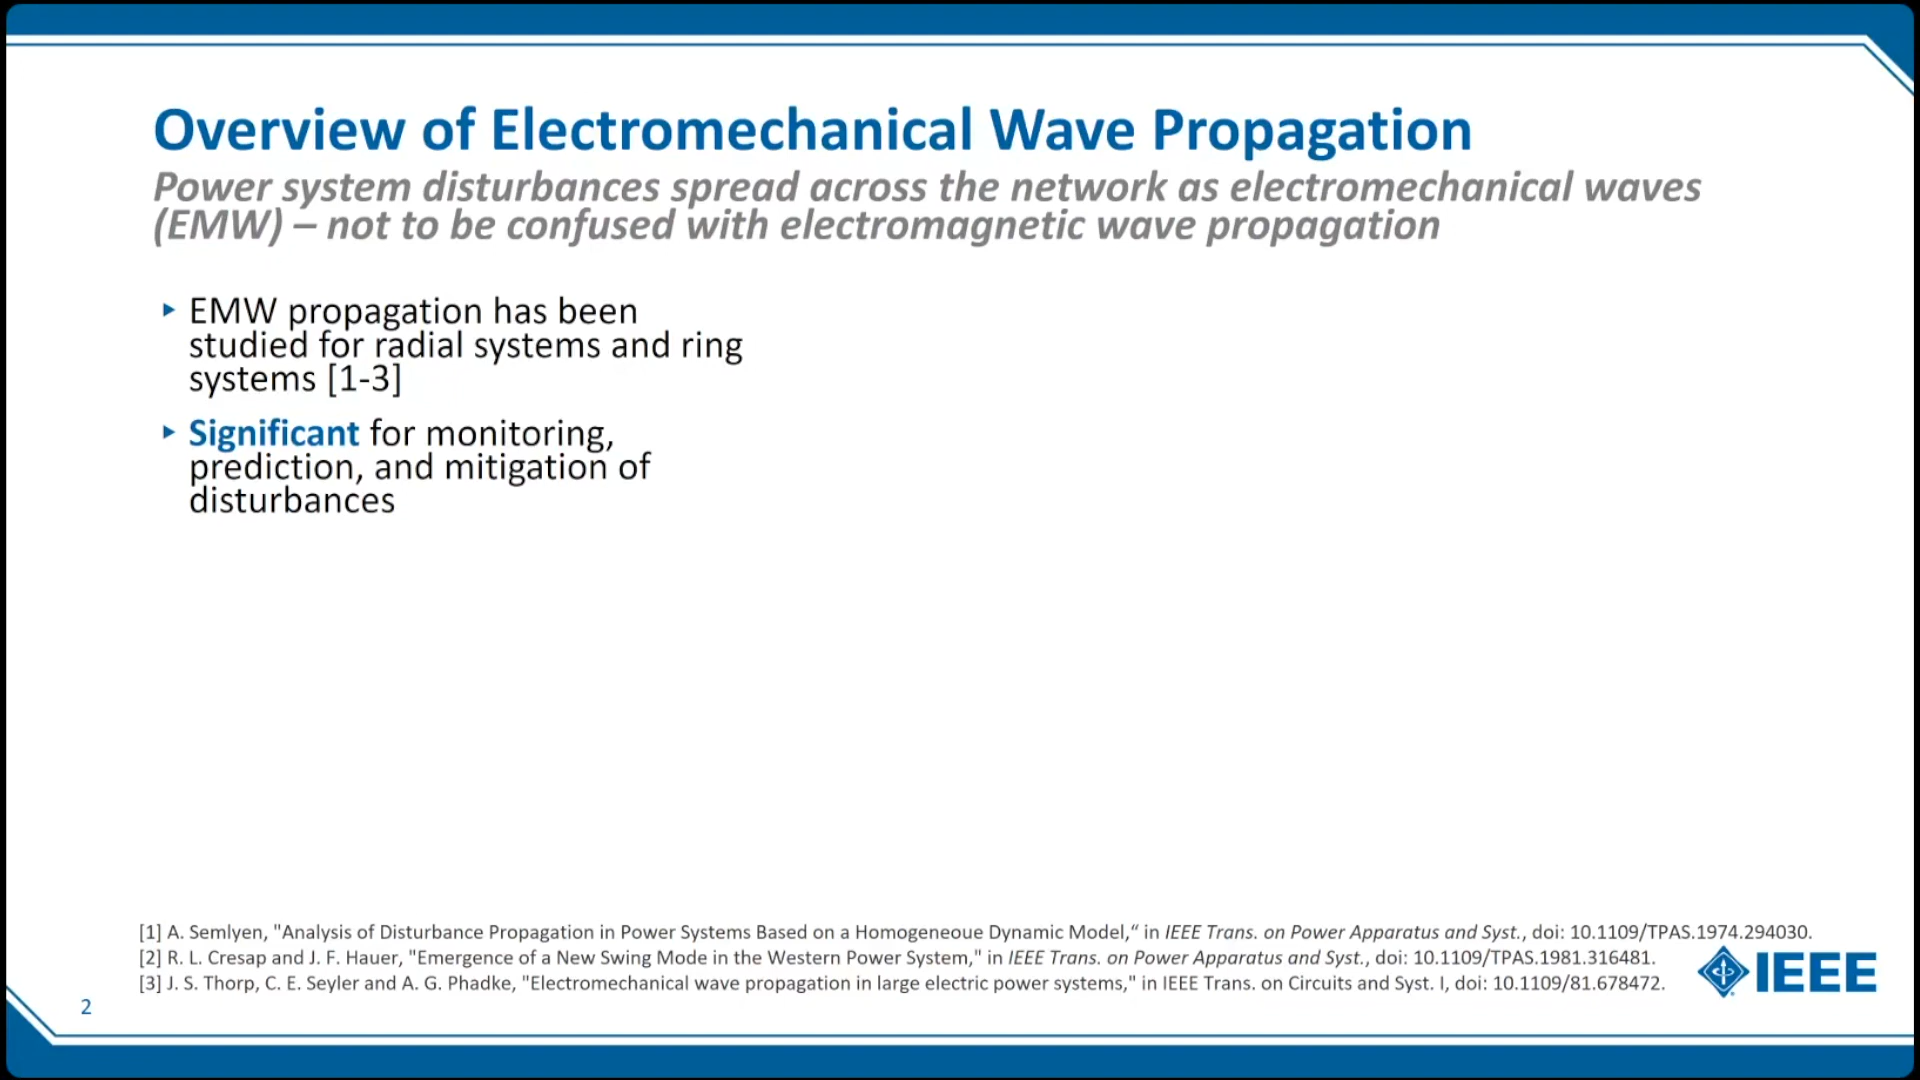 Overview of Electromechanical Wave Propagation
Power system disturbances spread across the network as electromechanical waves
(EMW) – not to be confused with electromagnetic wave propagation
EMW propagation has been
studied for radial systems and ring
systems [1-3]
Significant for monitoring,
prediction, and mitigation of
disturbances
[1] A. Semlyen, "Analysis of Disturbance Propagation in Power Systems Based on a Homogeneoue Dynamic Model,“ in IEEE Trans. on Power Apparatus and Syst., doi: 10.1109/TPAS.1974.294030.
[2] R. L. Cresap and J. F. Hauer, "Emergence of a New Swing Mode in the Western Power System," in IEEE Trans. on Power Apparatus and Syst., doi: 10.1109/TPAS.1981.316481.
[3] J. S. Thorp, C. E. Seyler and A. G. Phadke, "Electromechanical wave propagation in large electric power systems," in IEEE Trans. on Circuits and Syst. I, doi: 10.1109/81.678472.
IEEE
2